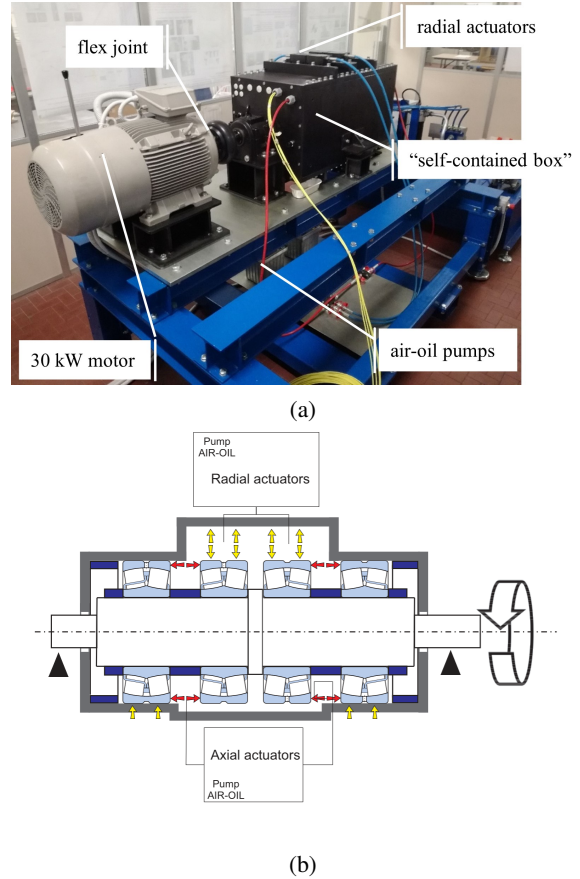 radial actuators
flex joint
“self-contained box”
30 kW motor
air-oil pumps
(a)
Pump
AIR-OIL
Radial actuators
Axial actuators
Pump
AIR-OIL
(b)